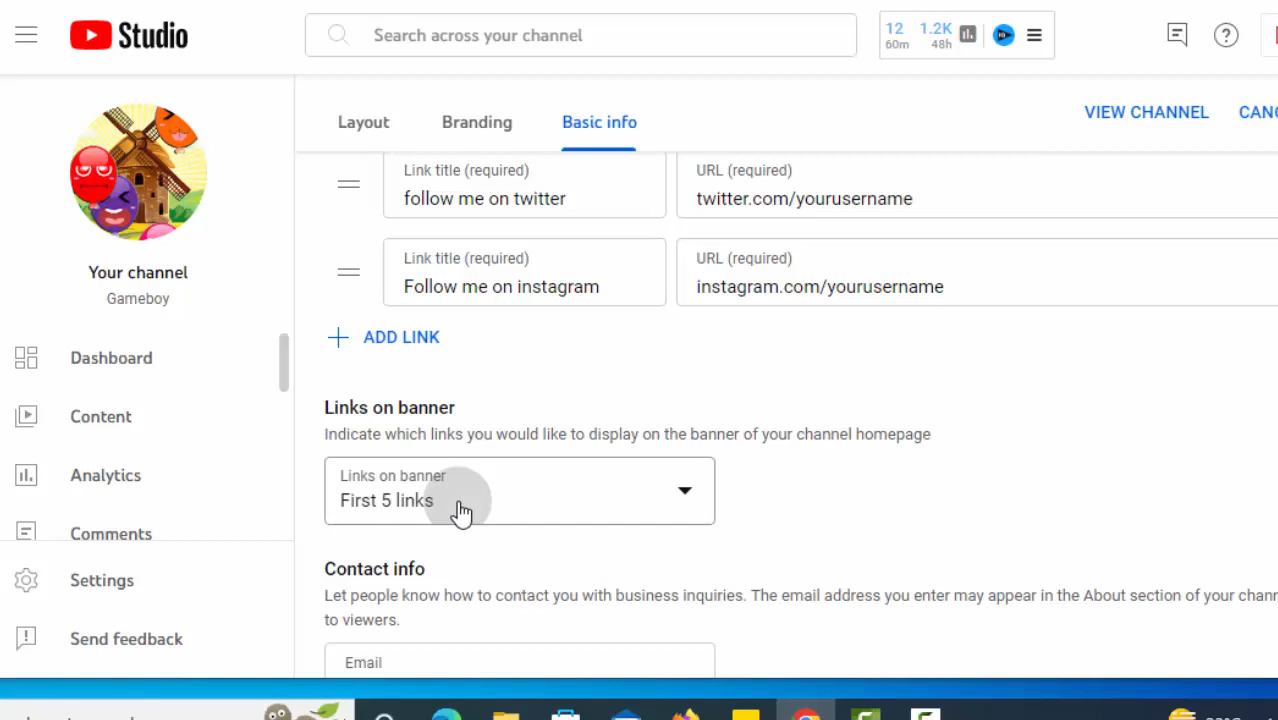 Studio
Search across your channel
12 1.2K
60m 48h
Layout Branding Basic info
VIEW CHANNEL
Link title (required) URL (required)
follow me on twitter twitter.com/yourusername
Link title (required) URL (required)
Follow me on instagram instagram.com/yourusername
Your channel
Gameboy
ADD LINK
Dashboard
Content
Analytics
Comments
Settings
Send feedback
Links on banner
Indicate which links you would like to display on the banner of your channel homepage
Links on banner
First 5 links
Contact info
Let people know how to contact you with business inquiries. The email address you enter may appear in the About section of your
to viewers.
Email